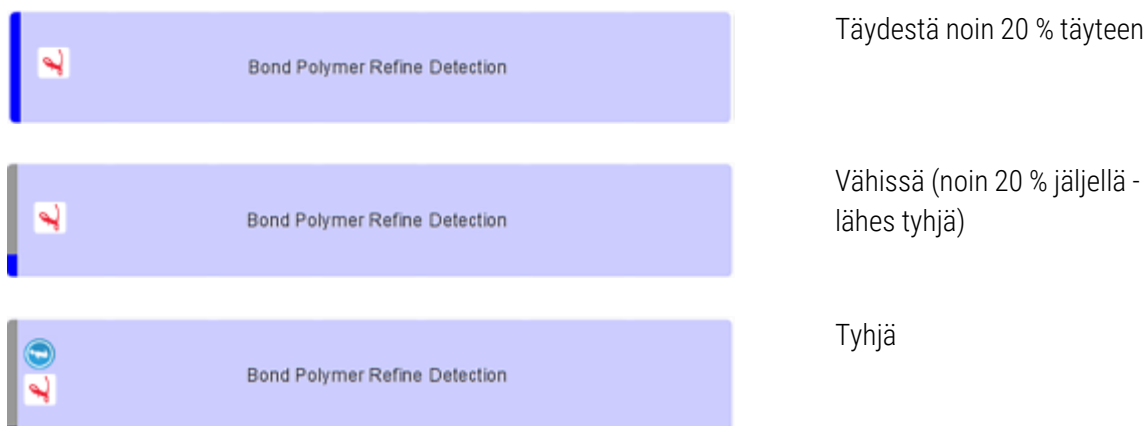 Bond Polymer Refine Detection
Täydestä noin 20 % täyteen
Bond Polymer Refine Detection
Vähissä (noin 20 % jäljellä -
lähes tyhjä)
Bond Polymer Refine Detection
Tyhjä